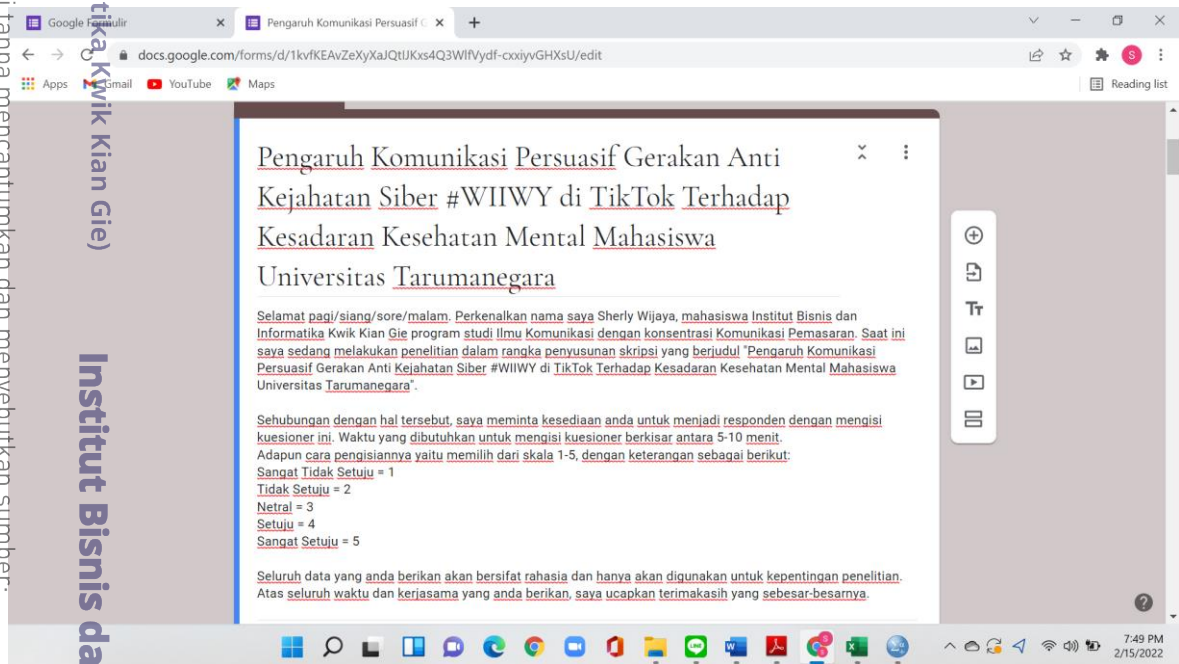 Google Formulir
Pengaruh Komunikasi Persuasif G
docs.google.com/forms/d/1kvfKEAvZeXyXaJQtUKxs4Q3WlfVydf-cxxiyvGHXsU/edit
S
Apps
Gmail
YouTube
Maps
Reading list
Pengaruh Komunikasi Persuasif Gerakan Anti
Kejahatan Siber #WIIWY di TikTok Terhadap
Kesadaran Kesehatan Mental Mahasiswa
Universitas Tarumanegara
Selamat pagi/siang/sore/malam. Perkenalkan nama saya Sherly Wijaya, mahasiswa Institut Bisnis dan
Informatika Kwik Kian Gie program studi Ilmu Komunikasi dengan konsentrasi Komunikasi Pemasaran. Saat ini
saya sedang melakukan penelitian dalam rangka penyusunan skripsi yang berjudul "Pengaruh Komunikasi
Persuasif Gerakan Anti Kejahatan Siber #WIIWY di TikTok Terhadap Kesadaran Kesehatan Mental Mahasiswa
Universitas Tarumanegara".
Sehubungan dengan hal tersebut, saya meminta kesediaan anda untuk menjadi responden dengan mengisi
kuesioner ini. Waktu yang dibutuhkan untuk mengisi kuesioner berkisar antara 5-10 menit.
Adapun cara pengisiannya yaitu memilih dari skala 1-5, dengan keterangan sebagai berikut:
Sangat Tidak Setuju = 1
Tidak Setuju = 2
Netral = 3
Setuju = 4
Sangat Setuju = 5
Seluruh data yang anda berikan akan bersifat rahasia dan hanya akan digunakan untuk kepentingan penelitian.
Atas seluruh waktu dan kerjasama yang anda berikan, saya ucapkan terimakasih yang sebesar-besarnya.
7:49 PM
2/15/2022
tika Kwik Kian Gie)
Institut Bisnis da
tanpa mencantumkan dan menyebutkan sumber: